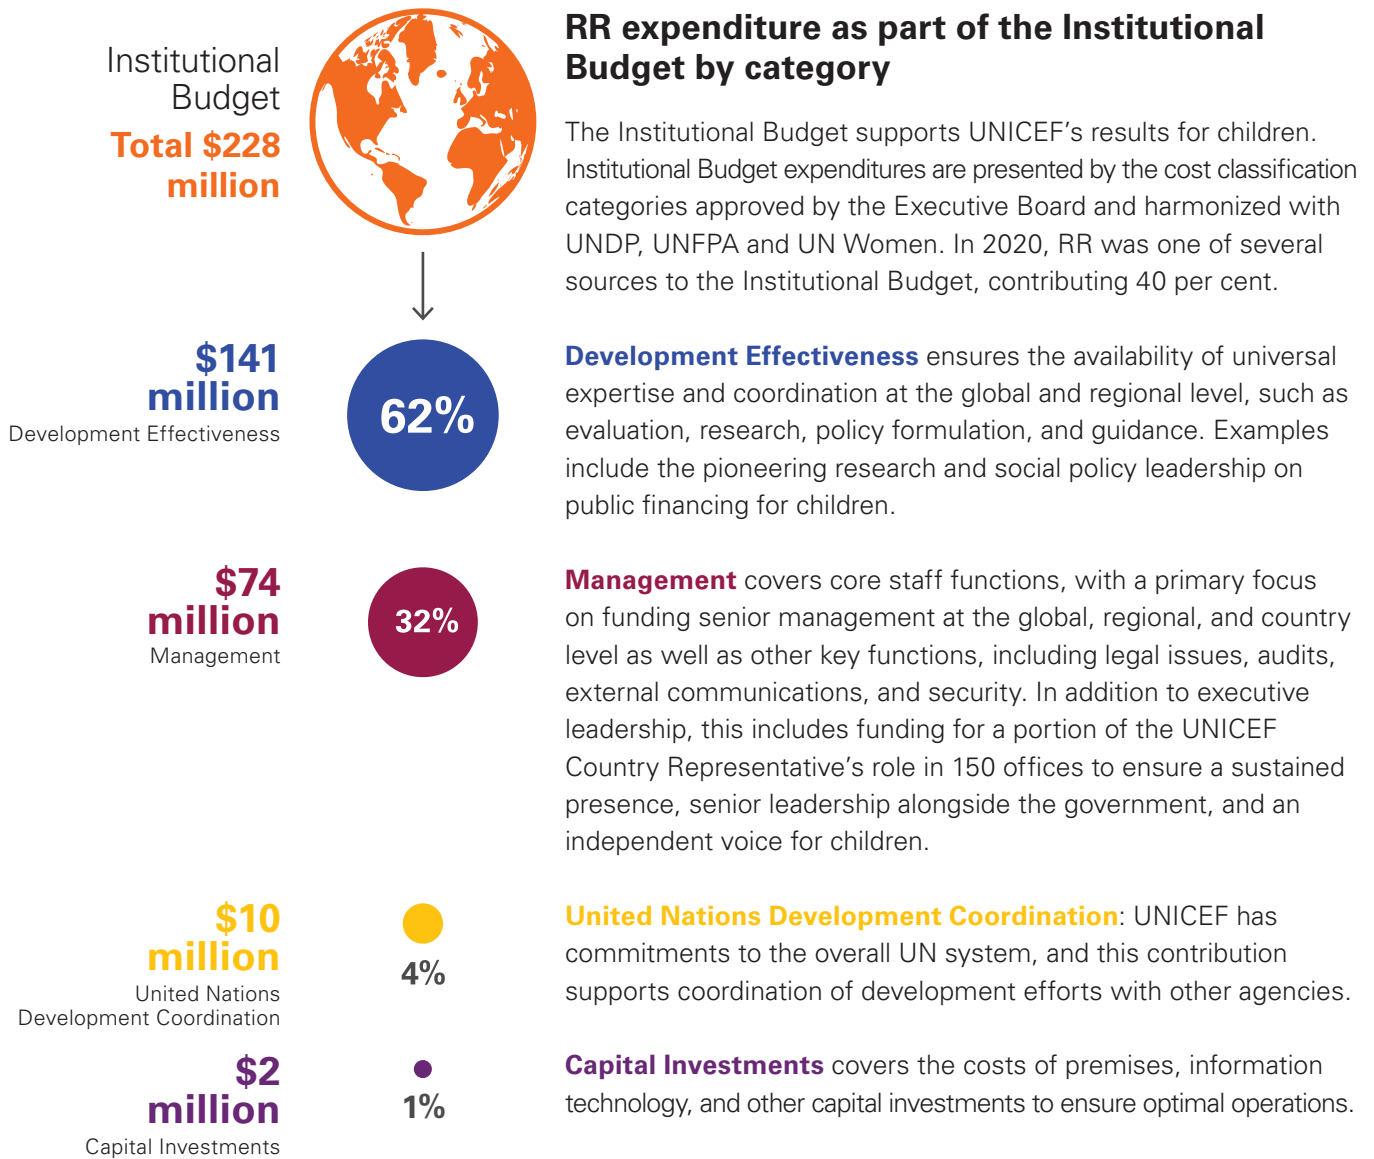 Institutional
Budget
Total $228
million
RR expenditure as part of the Institutional
Budget by category
The Institutional Budget supports UNICEF’s results for children.
Institutional Budget expenditures are presented by the cost classification
categories approved by the Executive Board and harmonized with
UNDP, UNFPA and UN Women. In 2020, RR was one of several
sources to the Institutional Budget, contributing 40 per cent.
$141
million
Development Effectiveness
62%
Development Effectiveness ensures the availability of universal
expertise and coordination at the global and regional level, such as
evaluation, research, policy formulation, and guidance. Examples
include the pioneering research and social policy leadership on
public financing for children.
$74
million
Management
32%
Management covers core staff functions, with a primary focus
on funding senior management at the global, regional, and country
level as well as other key functions, including legal issues, audits,
external communications, and security. In addition to executive
leadership, this includes funding for a portion of the UNICEF
Country Representative’s role in 150 offices to ensure a sustained
presence, senior leadership alongside the government, and an
independent voice for children.
$10
million
United Nations
Development Coordination
4%
United Nations Development Coordination: UNICEF has
commitments to the overall UN system, and this contribution
supports coordination of development efforts with other agencies.
$2
million
Capital Investments
1%
Capital Investments covers the costs of premises, information
technology, and other capital investments to ensure optimal operations.